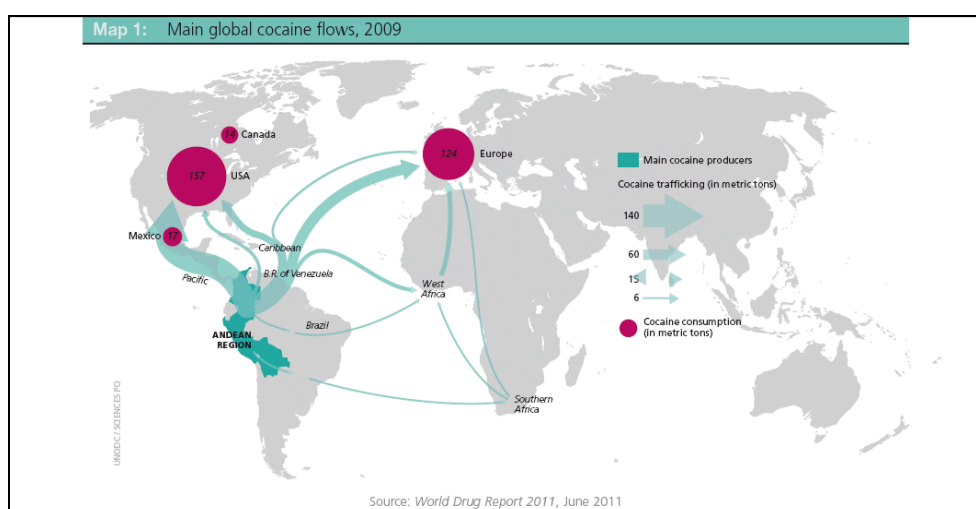 Map 1: Main global cocaine flows, 2009
14 Canada
157 USA
124 Europe
Mexico 17
Pacific
Caribbean
B.R. of Venezuela
ANDEAN
REGION
Brazil
West
Africa
Southern
Africa
Main cocaine producers
Cocaine trafficking (in metric tons)
140
60
15
6
Cocaine consumption
(in metric tons)
UNODC / SCIENCES PO
Source: World Drug Report 2011, June 2011